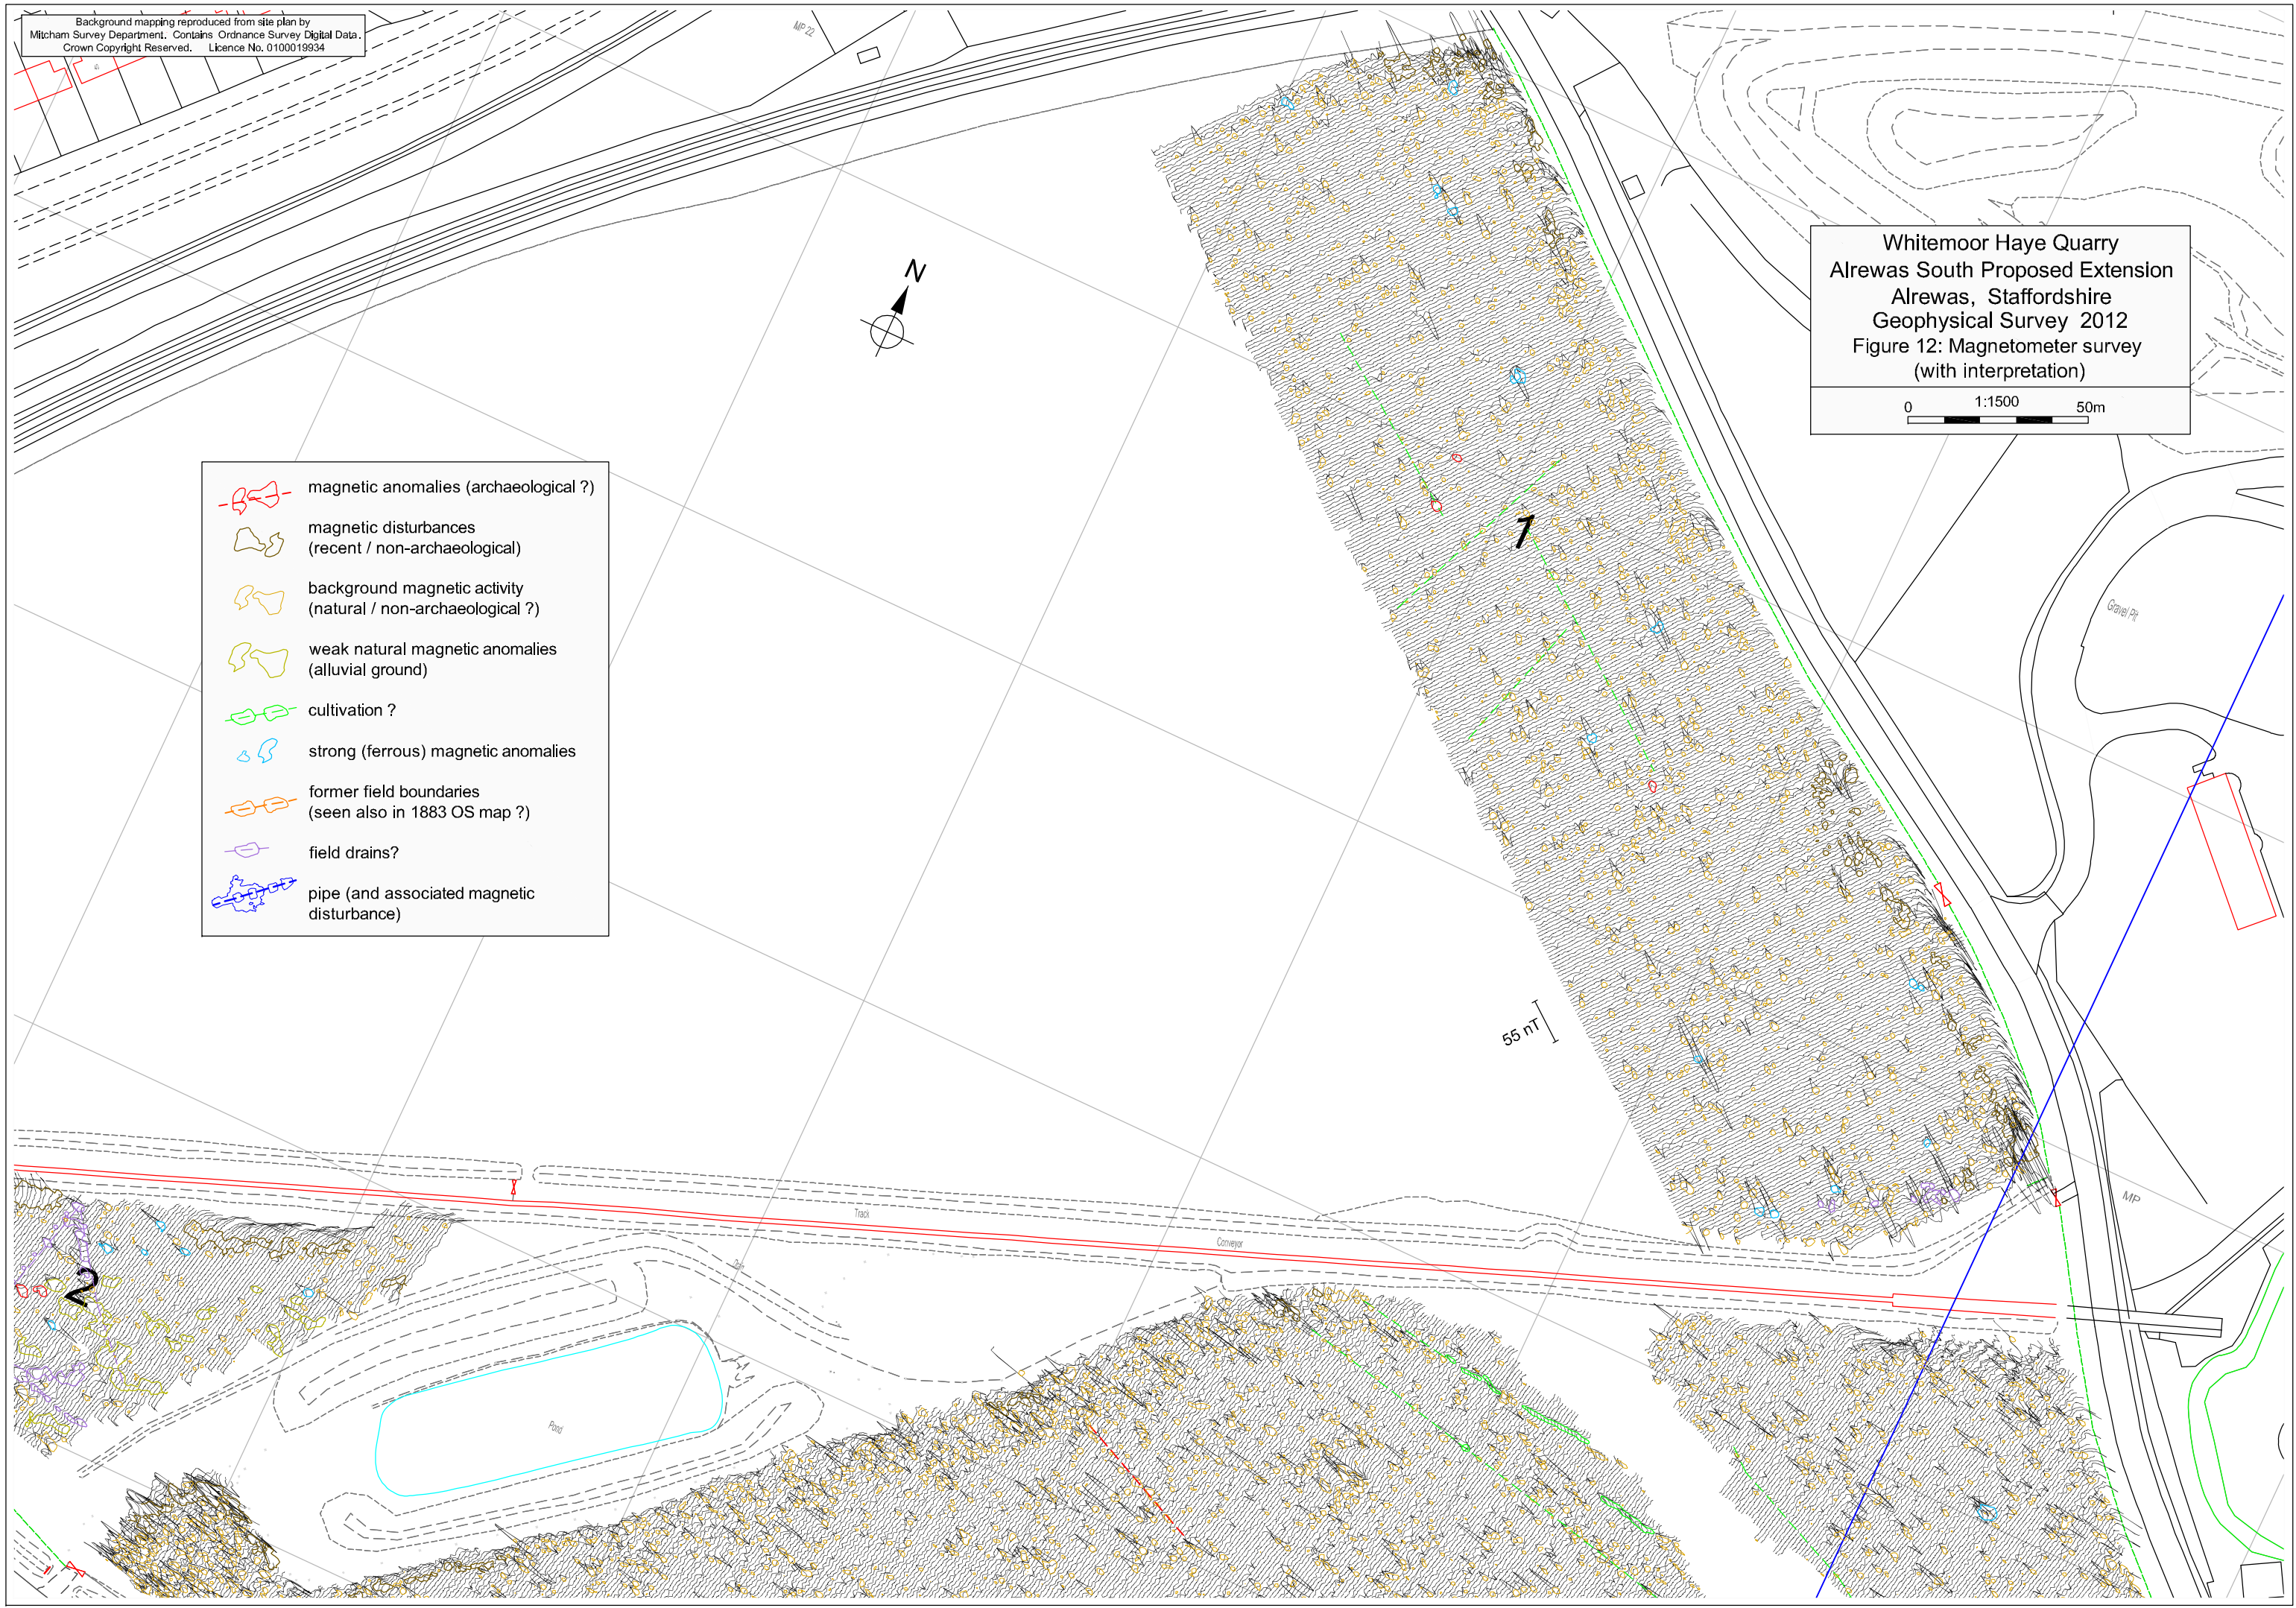 Background mapping reproduced from site plan by
Mitcham Survey Department. Contains Ordnance Survey Digital Data.
Crown Copyright Reserved. Licence No. 0100019934
MP 22
N
Whitemoor Haye Quarry
Alrewas South Proposed Extension
Alrewas, Staffordshire
Geophysical Survey 2012
Figure 12: Magnetometer survey
(with interpretation)
0 1:1500 50m
magnetic anomalies (archaeological ?)
magnetic disturbances
(recent / non-archaeological)
background magnetic activity
(natural / non-archaeological ?)
weak natural magnetic anomalies
(alluvial ground)
cultivation ?
strong (ferrous) magnetic anomalies
former field boundaries
(seen also in 1883 OS map ?)
field drains?
pipe (and associated magnetic
disturbance)
1
Gravel Pit
55 nT
MP
Track
Conveyor
2
Pond